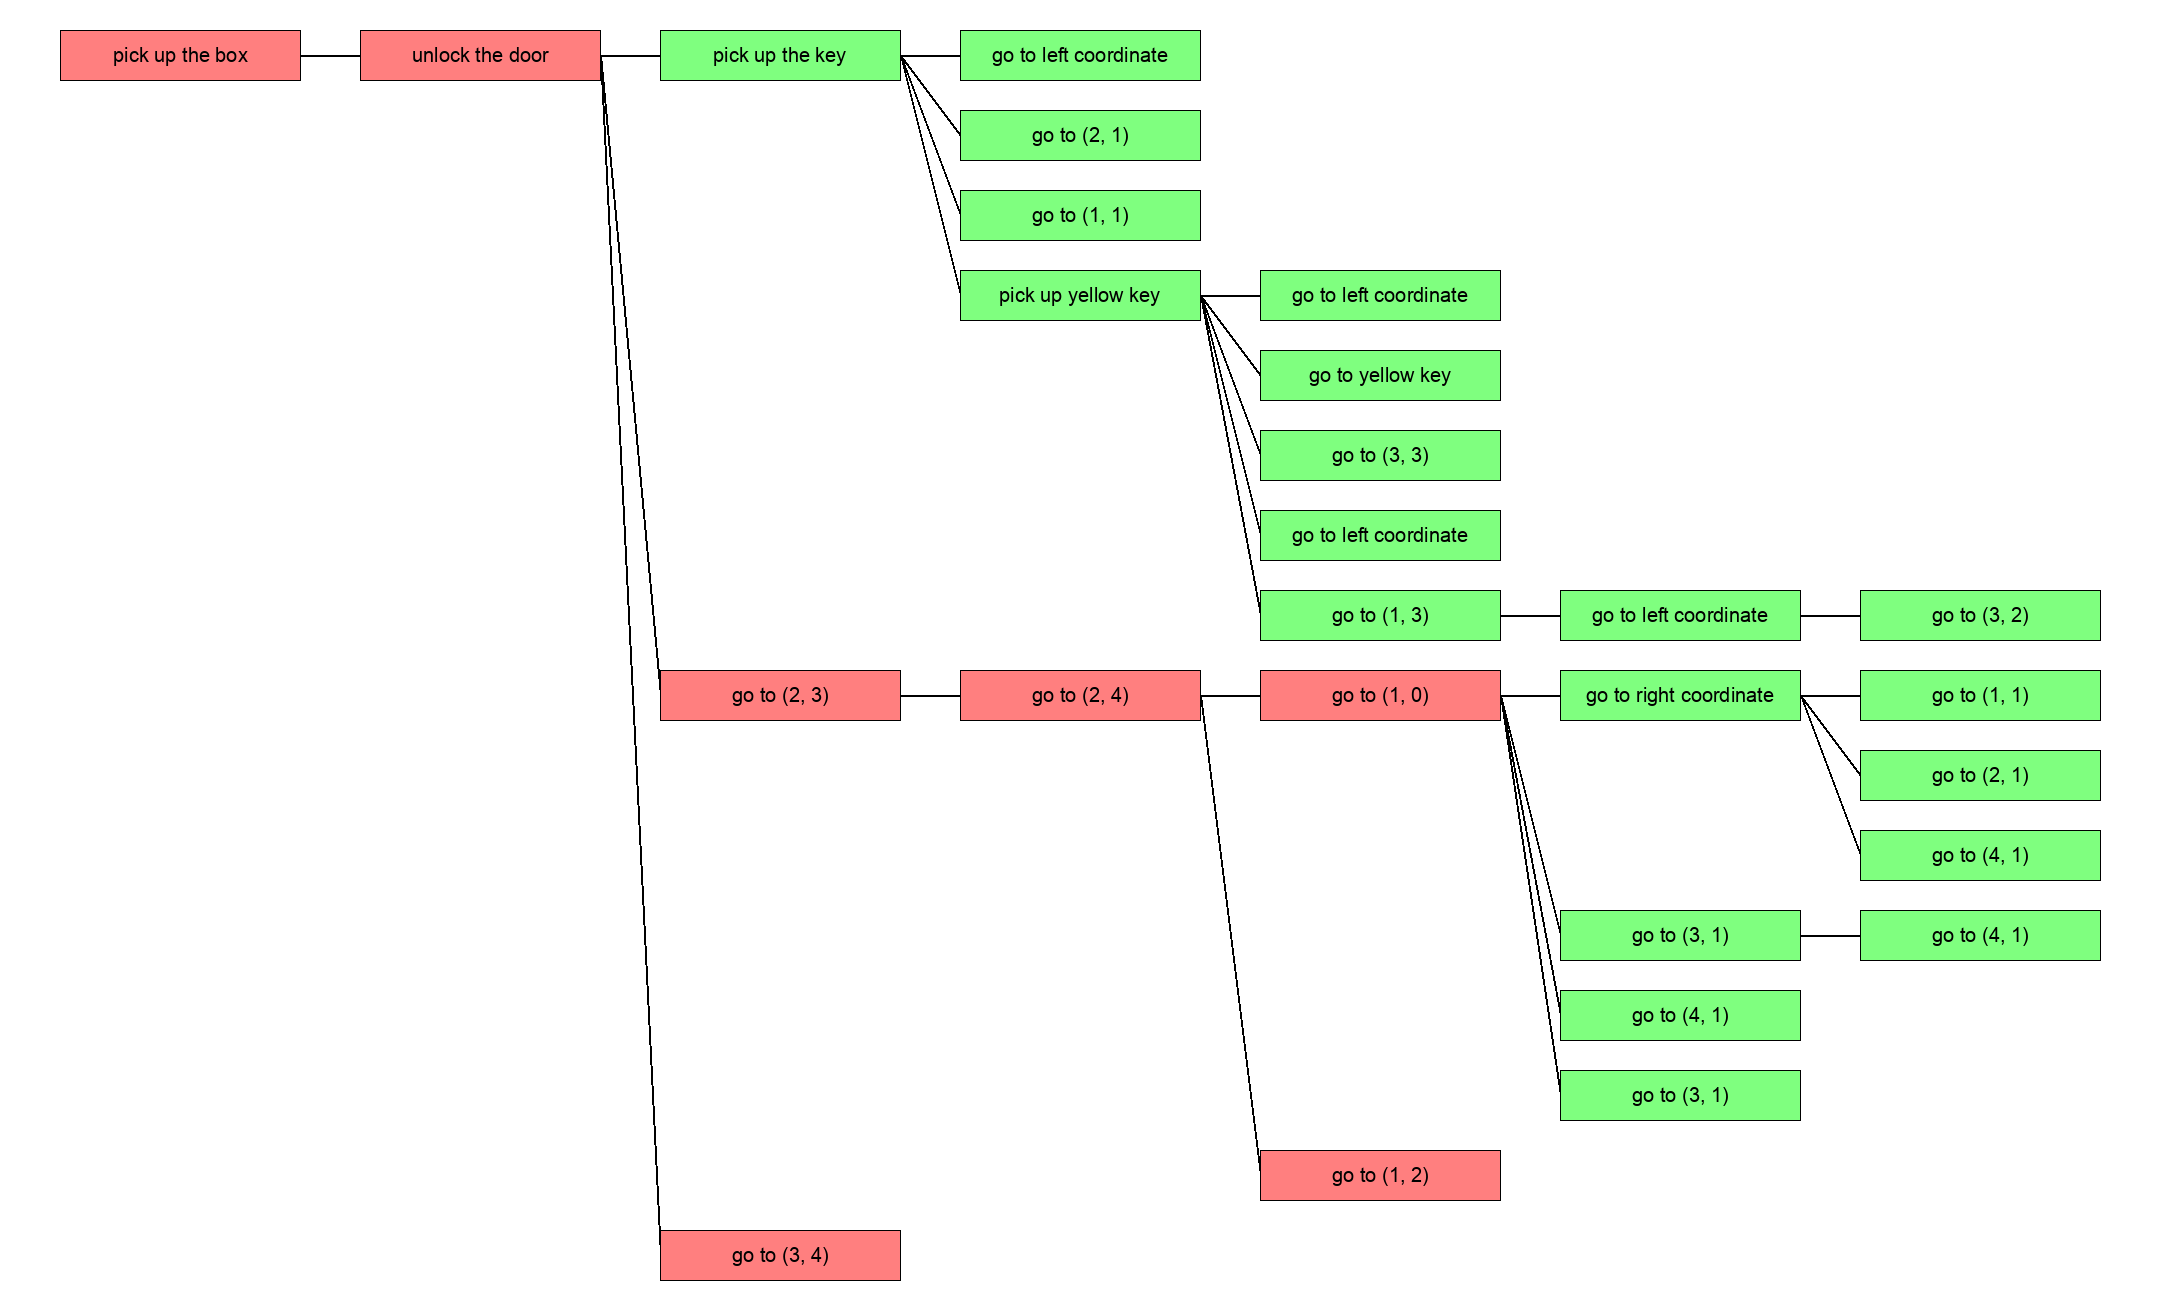 pick up the box
unlock the door
pick up the key
go to left coordinate
go to (2, 1)
go to (1, 1)
pick up yellow key
go to left coordinate
go to yellow key
go to (3, 3)
go to left coordinate
go to (1, 3)
go to left coordinate
go to (3, 2)
go to (2, 3)
go to (2, 4)
go to (1, 0)
go to right coordinate
go to (1, 1)
go to (2, 1)
go to (4, 1)
go to (3, 1)
go to (4, 1)
go to (4, 1)
go to (3, 1)
go to (1, 2)
go to (3, 4)